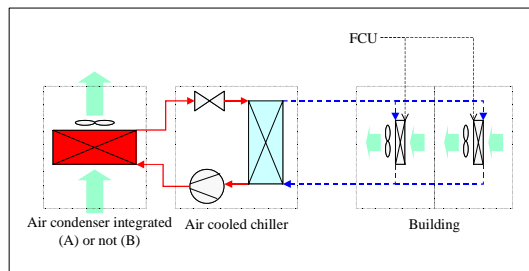 FCU
Air condenser integrated
(A) or not (B)
Air cooled chiller
Building